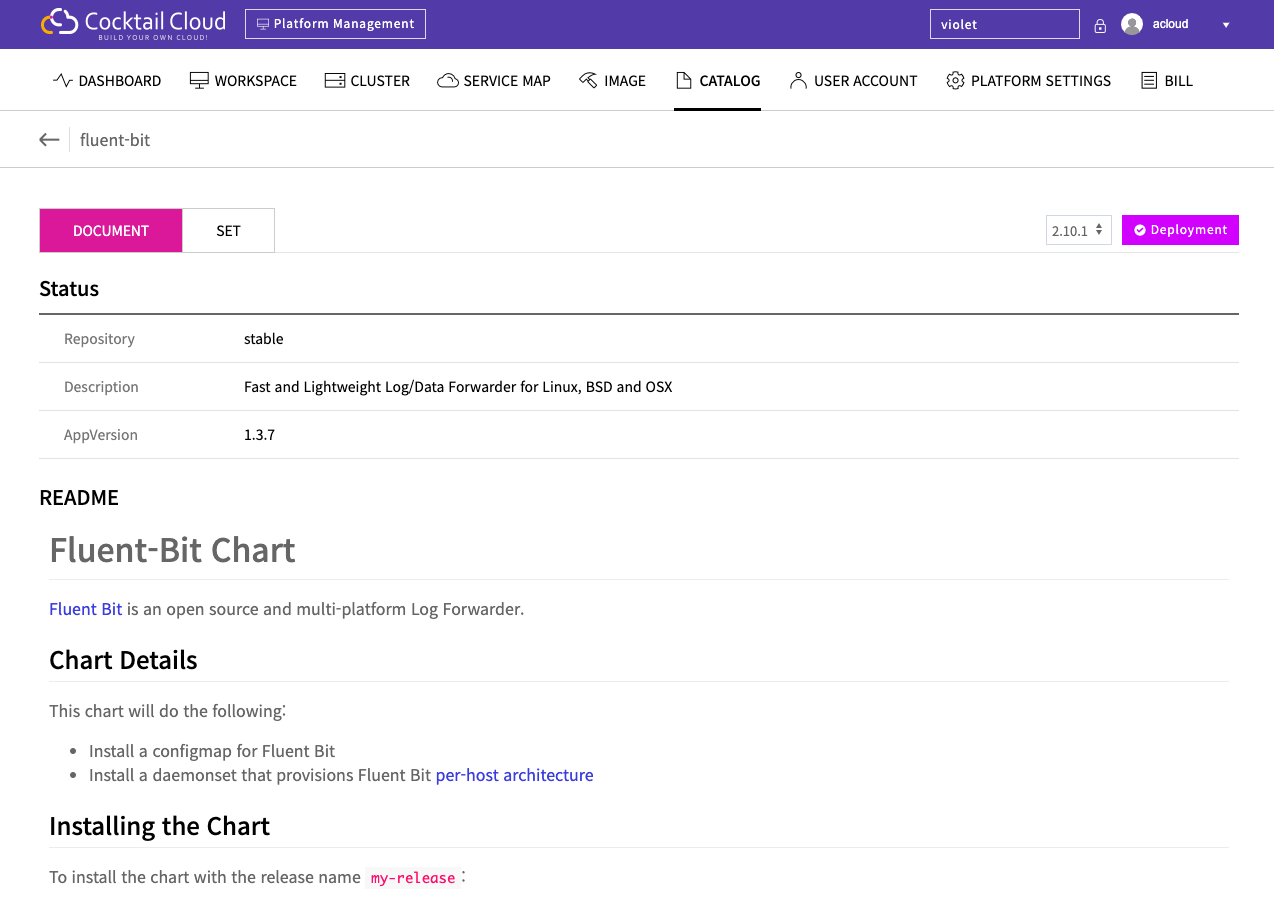 Cocktail Cloud
BUILD YOUR OWN CLOUD!
Platform Management
violet
acloud
DASHBOARD WORKSPACE CLUSTER SERVICE MAP IMAGE CATALOG USER ACCOUNT PLATFORM SETTINGS BILL
fluent-bit
DOCUMENT SET 2.10.1 Deployment
Status
Repository stable
Description Fast and Lightweight Log/Data Forwarder for Linux, BSD and OSX
AppVersion 1.3.7
README
Fluent-Bit Chart
Fluent Bit is an open source and multi-platform Log Forwarder.
Chart Details
This chart will do the following:
Install a configmap for Fluent Bit
Install a daemonset that provisions Fluent Bit per-host architecture
Installing the Chart
To install the chart with the release name my-release :